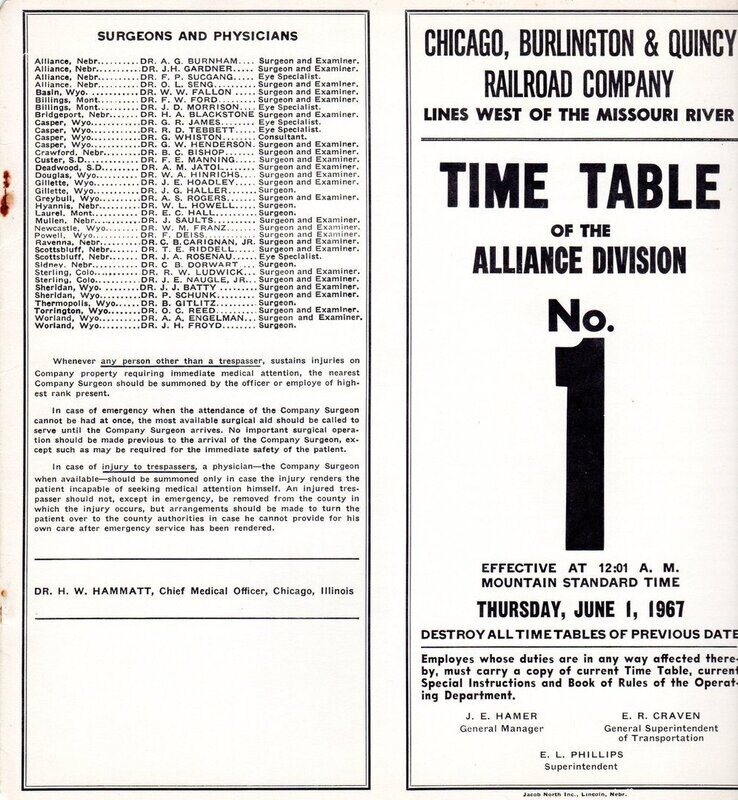 SURGEONS AND PHYSICIANS
Alliance, Nebr..........DR. A. G. BURNHAM.... Surgeon and Examiner.
Alliance, Nebr..........DR. J.H. GARDNER..... Surgeon and Examiner.
Alliance, Nebr..........DR. F. P. SUCGANG..... Eye Specialist.
Alliance. Nebr..........DR. O. L. SENG......... Surgeon and Examiner.
Basin, Wyo.............DR. W. W. FALLON..... Surgeon and Examiner.
Billings, Mont..........DR. F. W. FORD......... Surgeon and Examiner.
Billings, Mont..........DR. J. D. MORRISON.... Eye Specialist.
Bridgeport, Nebr.......DR. H. A. BLACKSTONE Surgeon and Examiner.
Casper, Wyo............DR. G. R. JAMES....... Eye Specialist.
Casper, Wyo............DR. R. D. TEBBETT..... Eye Specialist.
Casper, Wyo............DR. G. WHISTON....... Consultant.
Casper, Wyo............DR. G. W. HENDERSON. Surgeon and Examiner.
Crawford, Nebr.........DR. B. C. BISHOP...... Surgeon and Examiner.
Custer, S.D.............DR. F. E. MANNING..... Surgeon and Examiner.
Deadwood, S.D.........DR. A. M. JATOI........ Surgeon and Examiner.
Douglas, Wyo...........DR. W. A. HINRICHS... Surgeon and Examiner.
Gillette, Wyo...........DR. J. E. HOADLEY..... Surgeon and Examiner.
Gillette, Wyo...........DR. J. G. HALLER...... Surgeon.
Greybull, Wyo..........DR. A. S. ROGERS...... Surgeon and Examiner.
Hyannis, Nebr..........DR. W. L. HOWELL..... Surgeon.
Laurel. Mont............DR. E. C. HALL......... Surgeon.
Mullen, Nebr............DR. J. SAULTS.......... Surgeon and Examiner.
Newcastle, Wyo.........DR. W. M. FRANZ...... Surgeon and Examiner.
Powell, Wyo.............DR. F. DEISS........... Surgeon and Examiner.
Ravenna, Nebr..........DR. C. B. CARIGNAN, JR. Surgeon and Examiner.
Scottsbluff, Nebr.......DR. T. E. RIDDELL..... Surgeon and Examiner.
Scottsbluff, Nebr.......DR. J. A. ROSENAU..... Eye Specialist.
Sidney, Nebr............DR. C. B. DORWART.... Surgeon.
Sterling, Colo...........DR. R. W. LUDWICK.... Surgeon and Examiner.
Sterling, Colo...........DR. J. E. NAUGLE, JR... Surgeon and Examiner.
Sheridan, Wyo..........DR. J. J. BATTY ....... Surgeon and Examiner.
Sheridan, Wyo..........DR. P. SCHUNK......... Surgeon and Examiner.
Thermopolis, Wyo......DR. B. GITLITZ......... Surgeon.
Torrington, Wyo........DR. O. C. REED........ Surgeon and Examiner.
Worland, Wyo...........DR. A. A. ENGELMAN... Surgeon and Examiner.
Worland, Wyo...........DR. J. H. FROYD....... Surgeon.
Whenever any person other than a trespasser, sustains injuries on
Company property requiring immediate medical attention, the nearest
Company Surgeon should be summoned by the officer or employe of high-
est rank present.
In case of emergency when the attendance of the Company Surgeon
cannot be had at once, the most available surgical aid should be called to
serve until the Company Surgeon arrives. No important surgical opera-
tion should be made previous to the arrival of the Company Surgeon, ex-
cept such as may be required for the immediate safety of the patient.
In case of injury to trespassers, a physician—the Company Surgeon
when available—should be summoned only in case the injury renders the
patient incapable of seeking medical attention himself. An injured tres-
passer should not, except in emergency, be removed from the county in
which the injury occurs, but arrangements should be made to turn the
patient over to the county authorities in case he cannot provide for his
own care after emergency service has been rendered.
DR. H. W. HAMMATT, Chief Medical Officer, Chicago, Illinois
CHICAGO, BURLINGTON & QUINCY
RAILROAD COMPANY
LINES WEST OF THE MISSOURI RIVER
TIME TABLE
OF THE
ALLIANCE DIVISION
No.
1
EFFECTIVE AT 12:01 A. M.
MOUNTAIN STANDARD TIME
THURSDAY, JUNE 1, 1967
DESTROY ALL TIME TABLES OF PREVIOUS DATE
Employes whose duties are in any way affected there-
by, must carry a copy of current Time Table, current
Special Instructions and Book of Rules of the Operat-
ing Department.
J. E. HAMER
General Manager
E. R. CRAVEN
General Superintendent
of Transportation
E. L. PHILLIPS
Superintendent
Jacob North Inc., Lincoln, Nebr.